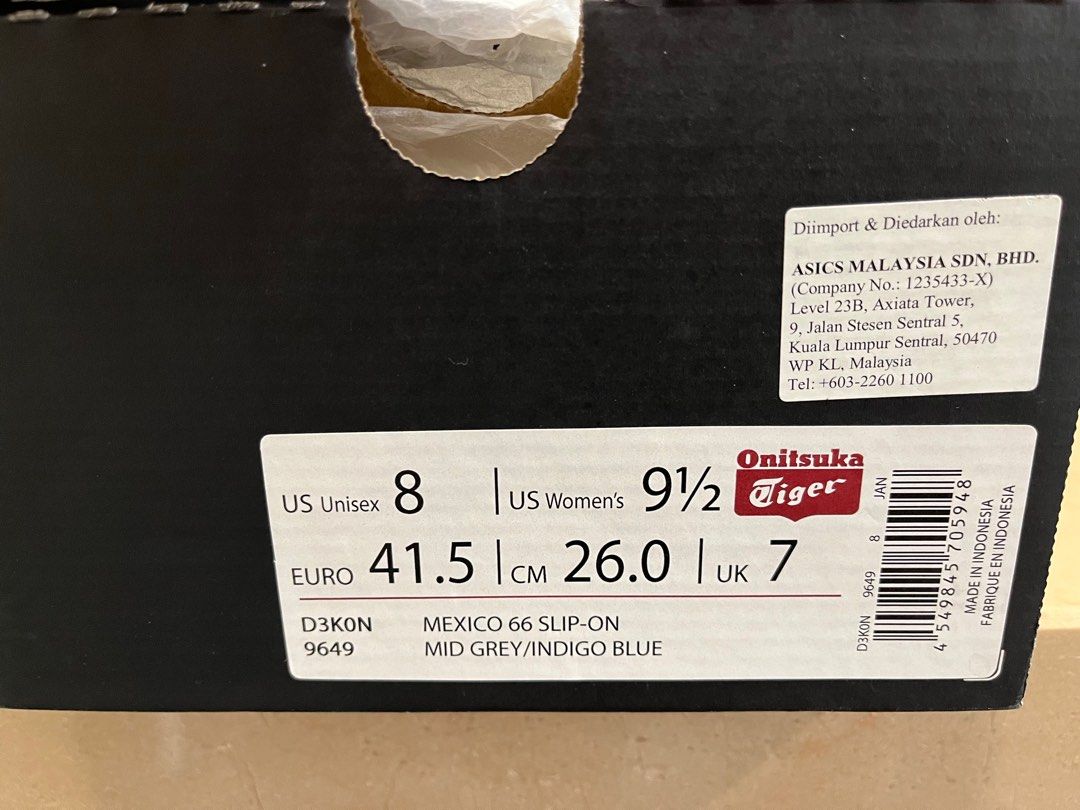 Diimport & Diedarkan oleh:
ASICS MALAYSIA SDN, BHD.
(Company No.: 1235433-X)
Level 23B, Axiata Tower,
9, Jalan Stesen Sentral 5,
Kuala Lumpur Sentral, 50470
WP KL, Malaysia
Tel: +603-2260 1100
US Unisex 8 | US Women's 9½
Onitsuka
Tiger
EURO 41.5 | CM 26.0 | UK 7
D3K0N MEXICO 66 SLIP-ON
9649 MID GREY/INDIGO BLUE
D3K0N 9649 8 JAN
4 549845 705948
MADE IN INDONESIA
FABRIQUE EN INDONESIA